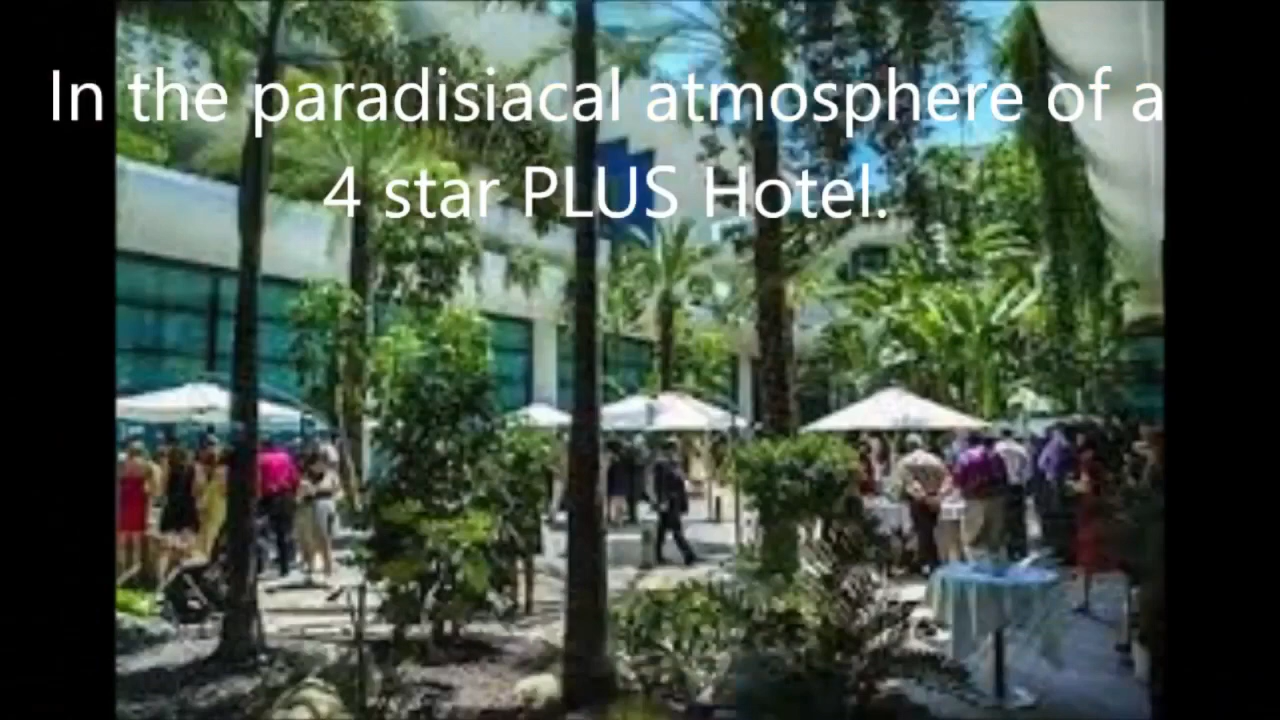 In the paradisiacal atmosphere of a
4 star PLUS Hotel.